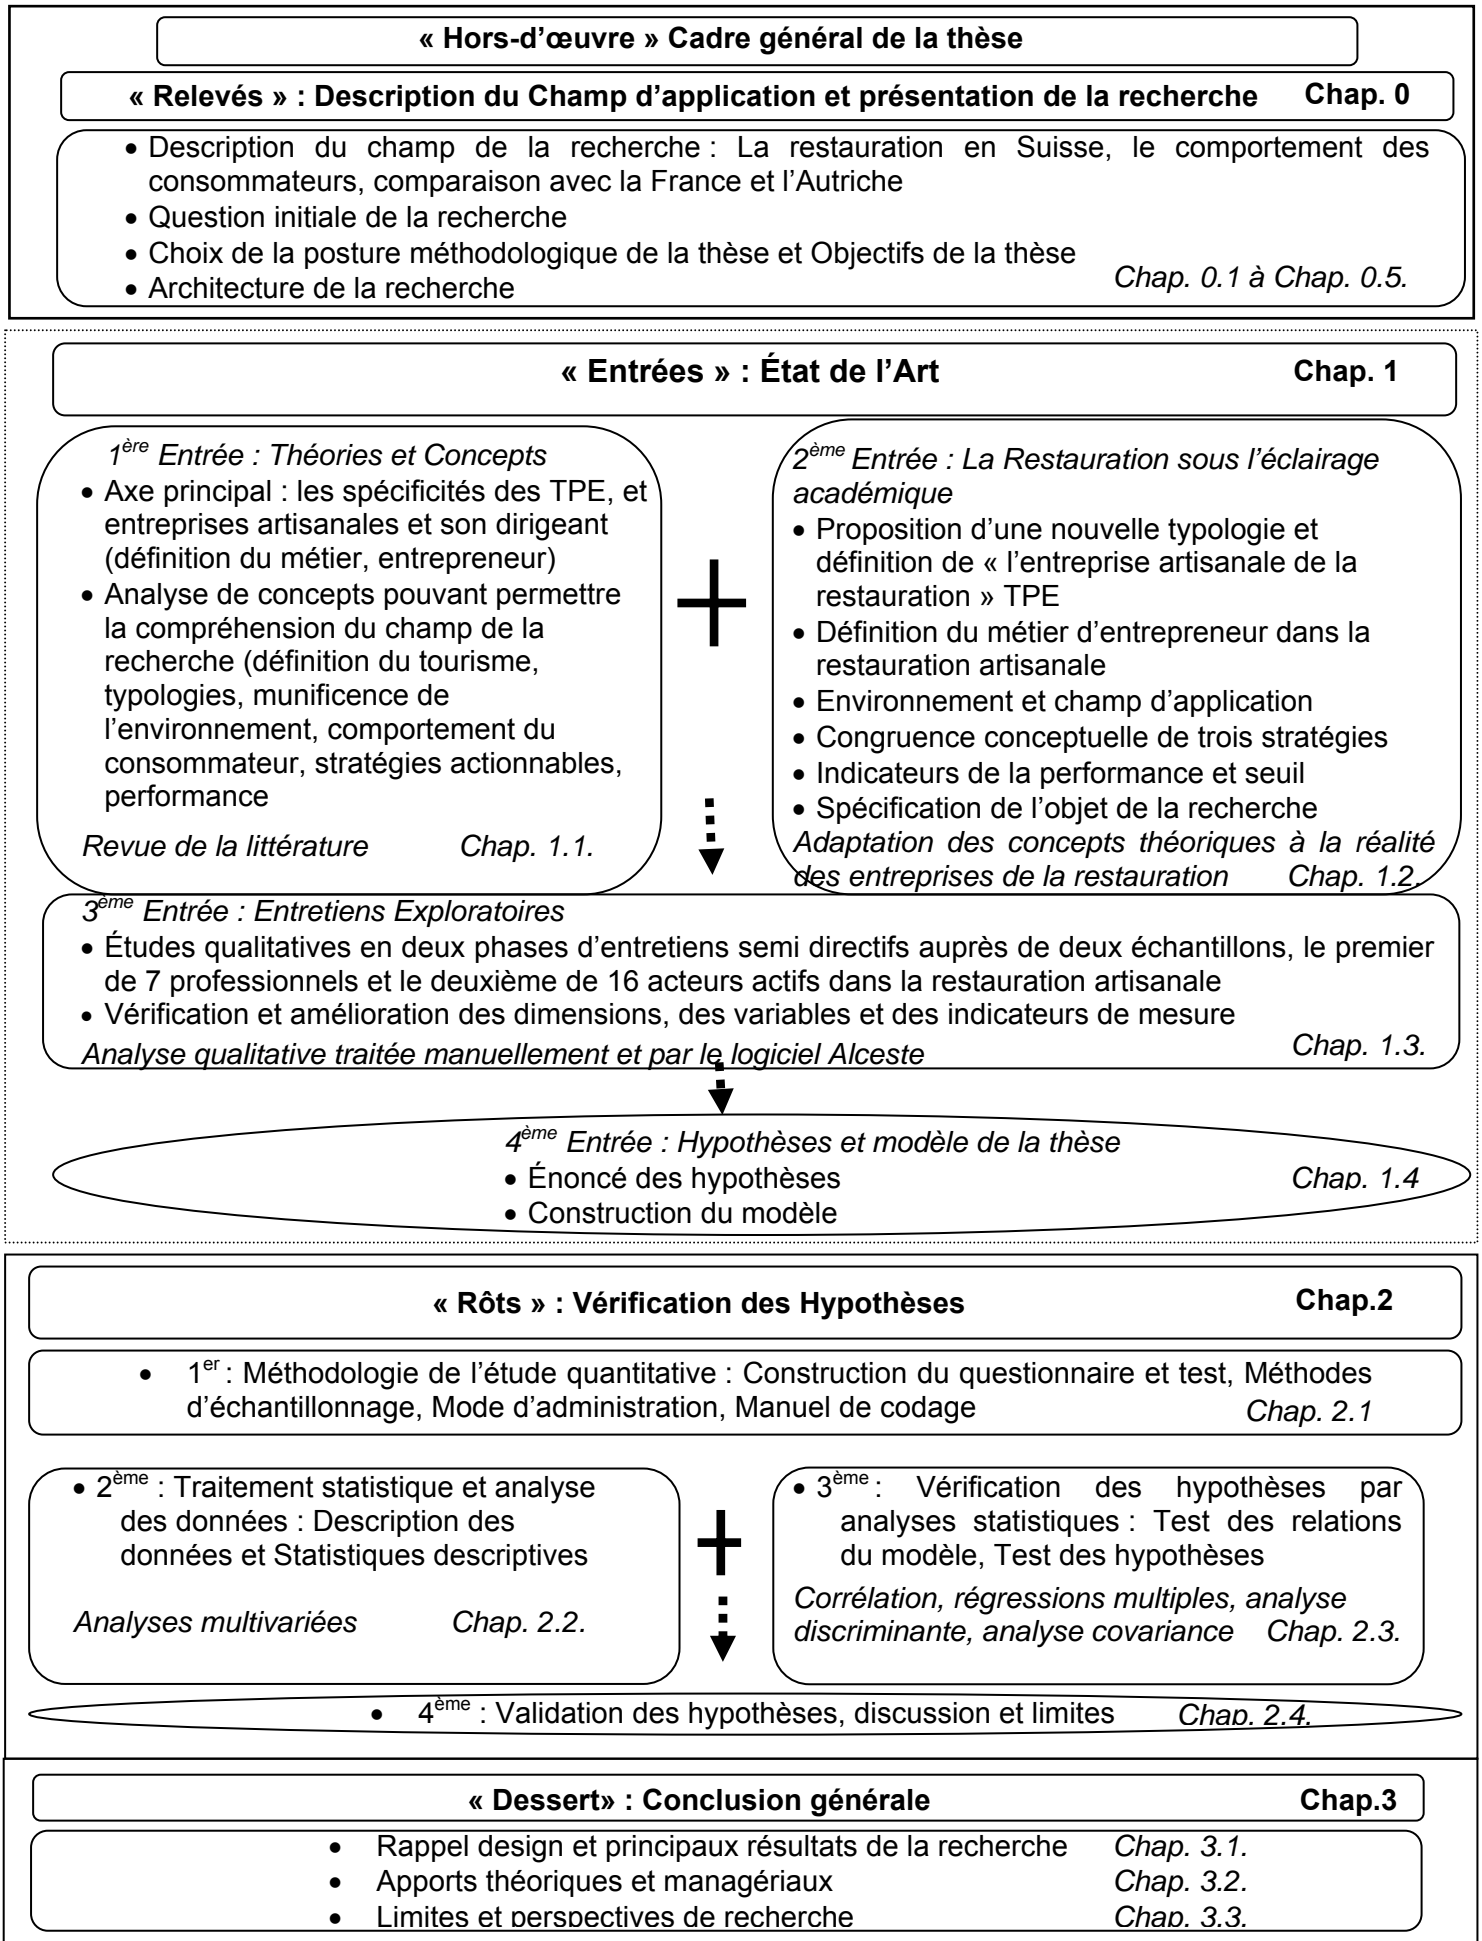 « Hors-d’œuvre » Cadre général de la thèse
« Relevés » : Description du Champ d’application et présentation de la recherche Chap. 0
• Description du champ de la recherche : La restauration en Suisse, le comportement des
consommateurs, comparaison avec la France et l’Autriche
• Question initiale de la recherche
• Choix de la posture méthodologique de la thèse et Objectifs de la thèse
• Architecture de la recherche
Chap. 0.1 à Chap. 0.5.
« Entrées » : État de l’Art Chap. 1
1ère Entrée : Théories et Concepts
• Axe principal : les spécificités des TPE, et
entreprises artisanales et son dirigeant
(définition du métier, entrepreneur)
• Analyse de concepts pouvant permettre
la compréhension du champ de la
recherche (définition du tourisme,
typologies, munificence de
l’environnement, comportement du
consommateur, stratégies actionnables,
performance
Revue de la littérature Chap. 1.1.
2ème Entrée : La Restauration sous l’éclairage
académique
• Proposition d’une nouvelle typologie et
définition de « l’entreprise artisanale de la
restauration » TPE
• Définition du métier d’entrepreneur dans la
restauration artisanale
• Environnement et champ d’application
• Congruence conceptuelle de trois stratégies
• Indicateurs de la performance et seuil
• Spécification de l’objet de la recherche
Adaptation des concepts théoriques à la réalité
des entreprises de la restauration Chap. 1.2.
3ème Entrée : Entretiens Exploratoires
• Études qualitatives en deux phases d’entretiens semi directifs auprès de deux échantillons, le premier
de 7 professionnels et le deuxième de 16 acteurs actifs dans la restauration artisanale
• Vérification et amélioration des dimensions, des variables et des indicateurs de mesure
Analyse qualitative traitée manuellement et par le logiciel Alceste Chap. 1.3.
4ème Entrée : Hypothèses et modèle de la thèse
• Énoncé des hypothèses Chap. 1.4
• Construction du modèle
« Rôts » : Vérification des Hypothèses Chap.2
• 1er : Méthodologie de l’étude quantitative : Construction du questionnaire et test, Méthodes
d’échantillonnage, Mode d’administration, Manuel de codage Chap. 2.1
• 2ème : Traitement statistique et analyse
des données : Description des
données et Statistiques descriptives
Analyses multivariées Chap. 2.2.
• 3ème : Vérification des hypothèses par
analyses statistiques : Test des relations
du modèle, Test des hypothèses
Corrélation, régressions multiples, analyse
discriminante, analyse covariance Chap. 2.3.
• 4ème : Validation des hypothèses, discussion et limites Chap. 2.4.
« Dessert» : Conclusion générale Chap.3
• Rappel design et principaux résultats de la recherche Chap. 3.1.
• Apports théoriques et managériaux Chap. 3.2.
• Limites et perspectives de recherche Chap. 3.3.